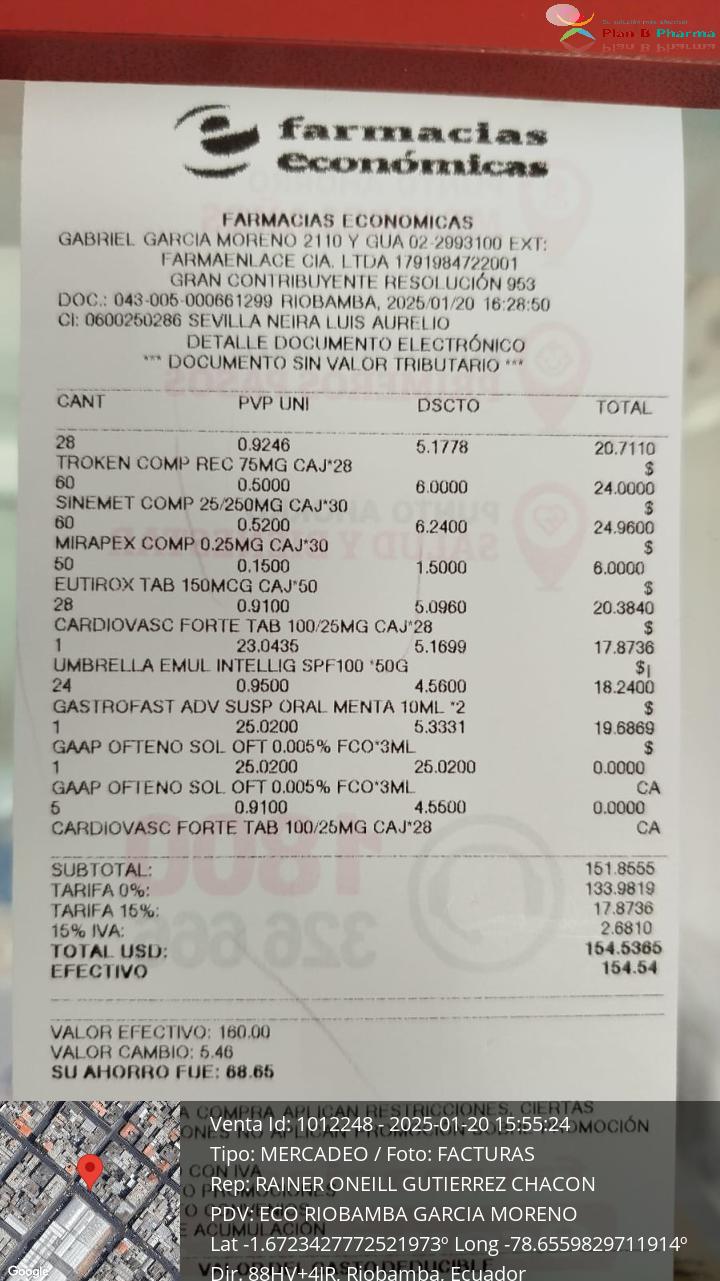 Su solución más efectiva
Plan B Pharma
farmacias
económicas
FARMACIAS ECONOMICAS
GABRIEL GARCIA MORENO 2110 Y GUA 02-2993100 EXT:
FARMAENLACE CIA. LTDA 1791984722001
GRAN CONTRIBUYENTE RESOLUCIÓN 953
DOC.: 043-005-000661299 RIOBAMBA, 2025/01/20 16:28:50
CI: 0600250286 SEVILLA NEIRA LUIS AURELIO
DETALLE DOCUMENTO ELECTRÓNICO
*** DOCUMENTO SIN VALOR TRIBUTARIO ***
CANT PVP UNI DSCTO TOTAL
28 0.9246 5.1778 20.7110
TROKEN COMP REC 75MG CAJ*28 $
60 0.5000 6.0000 24.0000
SINEMET COMP 25/250MG CAJ*30 $
60 0.5200 6.2400 24.9600
MIRAPEX COMP 0.25MG CAJ*30 $
50 0.1500 1.5000 6.0000
EUTIROX TAB 150MCG CAJ*50 $
28 0.9100 5.0960 20.3840
CARDIOVASC FORTE TAB 100/25MG CAJ*28 $
1 23.0435 5.1699 17.8736
UMBRELLA EMUL INTELLIG SPF100 *50G $¡
24 0.9500 4.5600 18.2400
GASTROFAST ADV SUSP ORAL MENTA 10ML *2 $
1 25.0200 5.3331 19.6869
GAAP OFTENO SOL OFT 0.005% FCO*3ML $
1 25.0200 25.0200 0.0000
GAAP OFTENO SOL OFT 0.005% FCO*3ML CA
5 0.9100 4.5500 0.0000
CARDIOVASC FORTE TAB 100/25MG CAJ*28 CA
SUBTOTAL: 151.8555
TARIFA 0%: 133.9819
TARIFA 15%: 17.8736
15% IVA: 2.6810
TOTAL USD: 154.5365
EFECTIVO 154.54
VALOR EFECTIVO: 160.00
VALOR CAMBIO: 5.46
SU AHORRO FUE: 68.65
A COMPRA APLICAN RESTRICCIONES, CIERTAS
Venta Id: 1012248 - 2025-01-20 15:55:24
Tipo: MERCADEO / Foto: FACTURAS
Rep: RAINER ONEILL GUTIERREZ CHACON
PDV: ECO RIOBAMBA GARCIA MORENO
Lat -1.6723427772521973º Long -78.6559829711914º
Dir. 88HV+4JR, Riobamba, Ecuador
Google